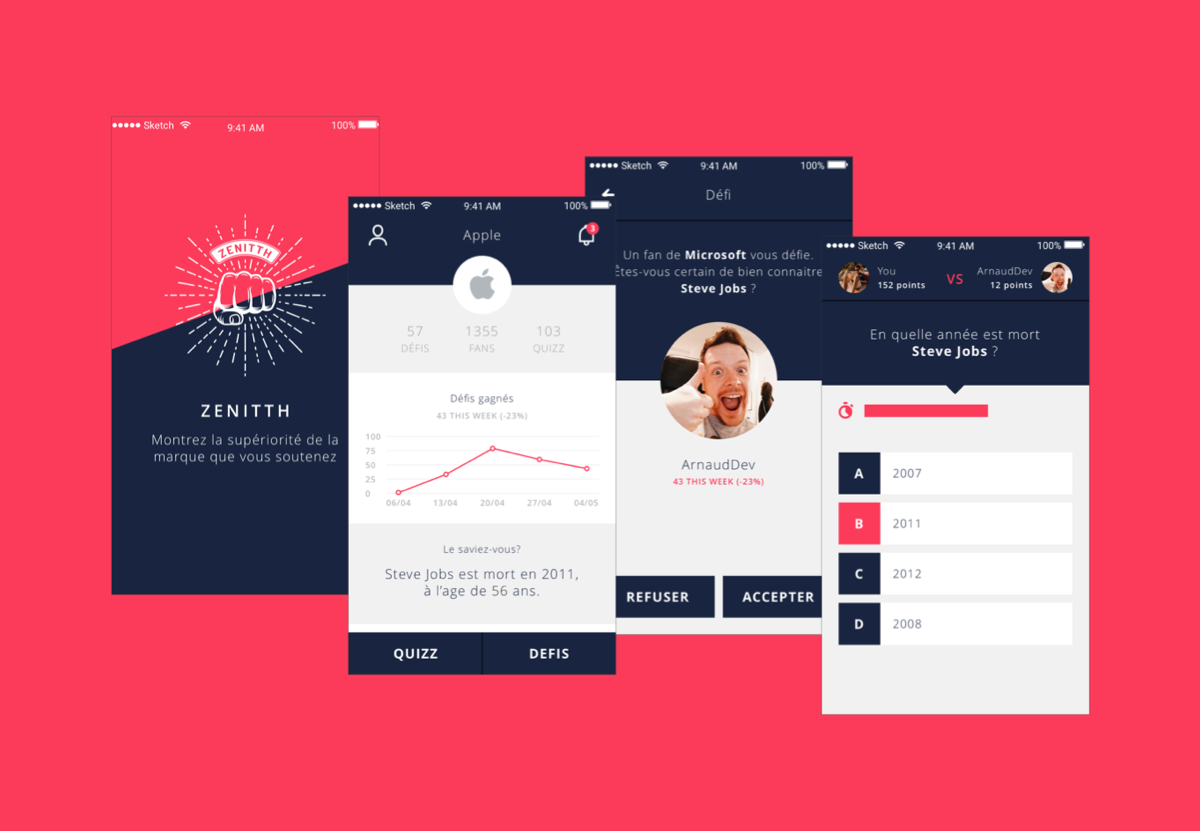 ●●●●● Sketch 9:41 AM 100%
ZENITTH
ZENITTH
Montrez la supériorité de la
marque que vous soutenez
●●●●● Sketch 9:41 AM 100%
Apple
3
57 1355 103
DÉFIS FANS QUIZZ
Défis gagnés
43 THIS WEEK (-23%)
100
75
50
25
0
06/04 13/04 20/04 27/04 04/05
Le saviez-vous?
Steve Jobs est mort en 2011,
à l'age de 56 ans.
QUIZZ DEFIS
●●●●● Sketch 9:41 AM 100%
Défi
Un fan de Microsoft vous défie.
Êtes-vous certain de bien connaitre
Steve Jobs ?
ArnaudDev
43 THIS WEEK (-23%)
REFUSER ACCEPTER
●●●●● Sketch 9:41 AM 100%
You VS ArnaudDev
152 points 12 points
En quelle année est mort
Steve Jobs ?
A 2007
B 2011
C 2012
D 2008